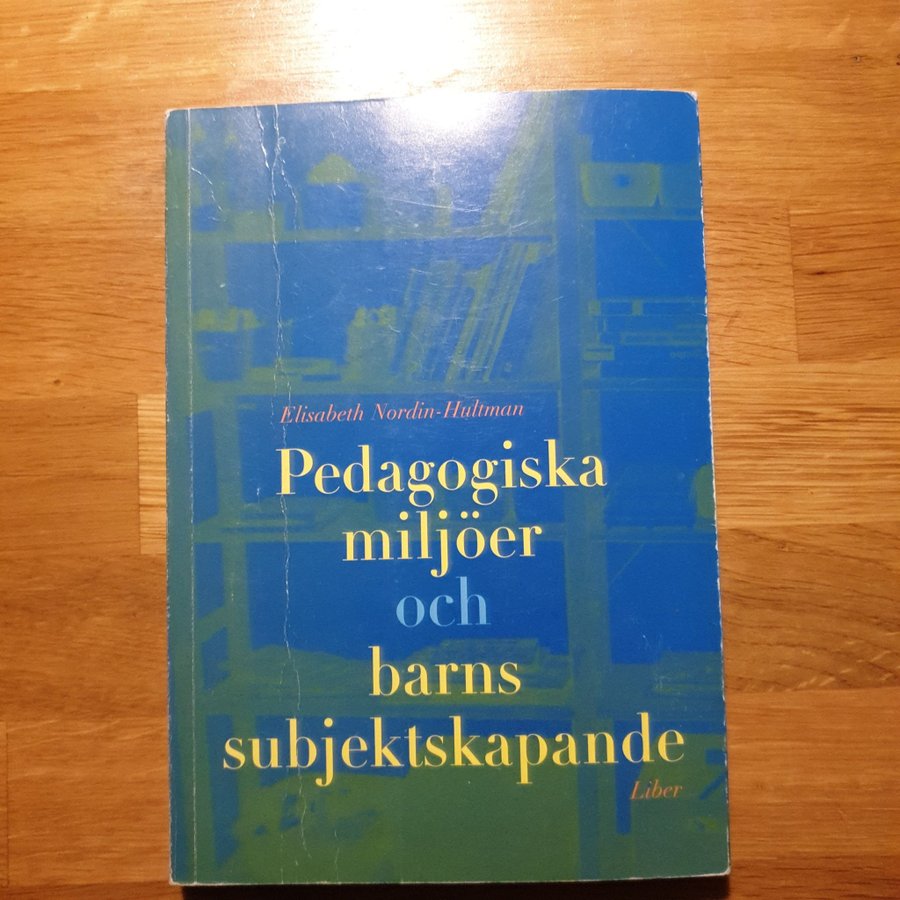 Elisabeth Nordin-Hultman
Pedagogiska
miljöer
och
barns
subjektskapande
Liber